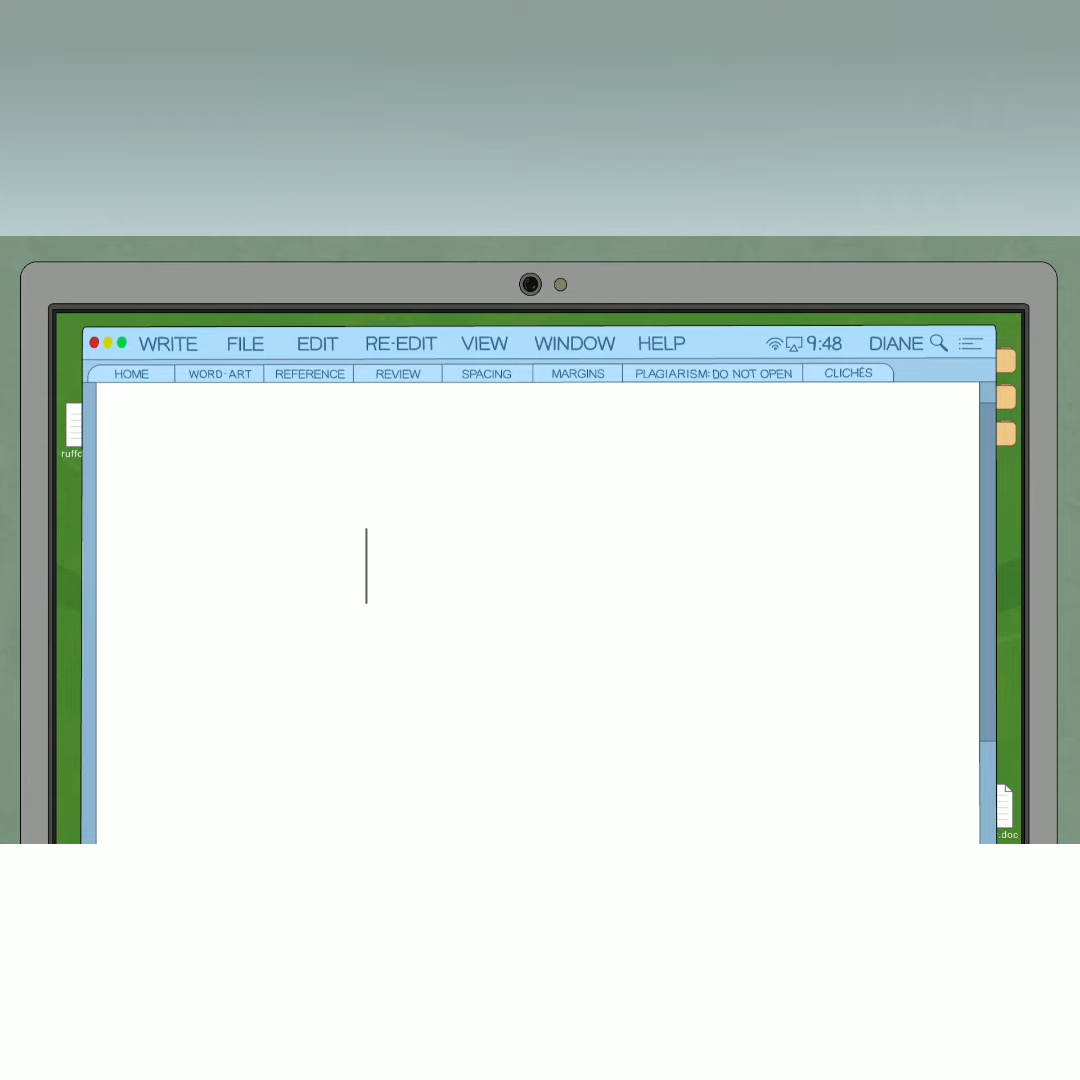 WRITE FILE EDIT RE-EDIT VIEW WINDOW HELP 9:48 DIANE
HOME WORD·ART REFERENCE REVIEW SPACING MARGINS PLAGIARISM: DO NOT OPEN CLICHÉS
.doc